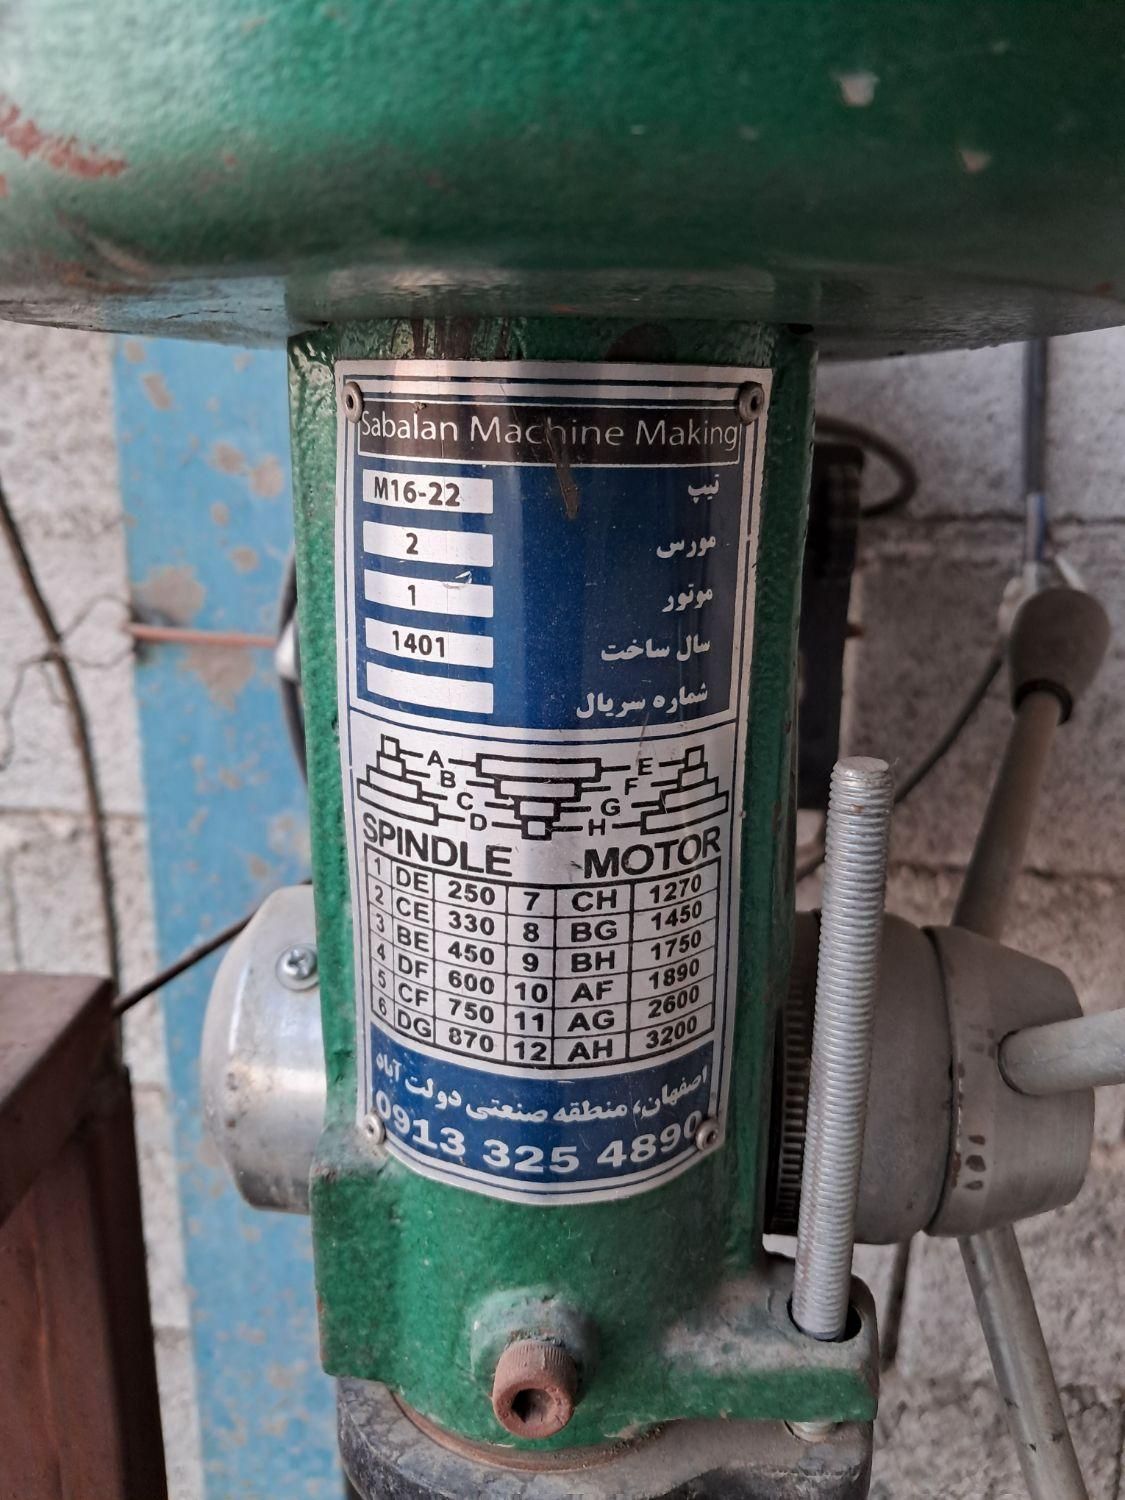 Sabalan Machine Making
M16-22 تیپ
2 مورس
1 موتور
1401 سال ساخت
شماره سریال
A E
B F
C G
D H
SPINDLE MOTOR
1 DE 250 7 CH 1270
2 CE 330 8 BG 1450
3 BE 450 9 BH 1750
4 DF 600 10 AF 1890
5 CF 750 11 AG 2600
6 DG 870 12 AH 3200
اصفهان، منطقه صنعتی دولت آباد
0913 325 4890